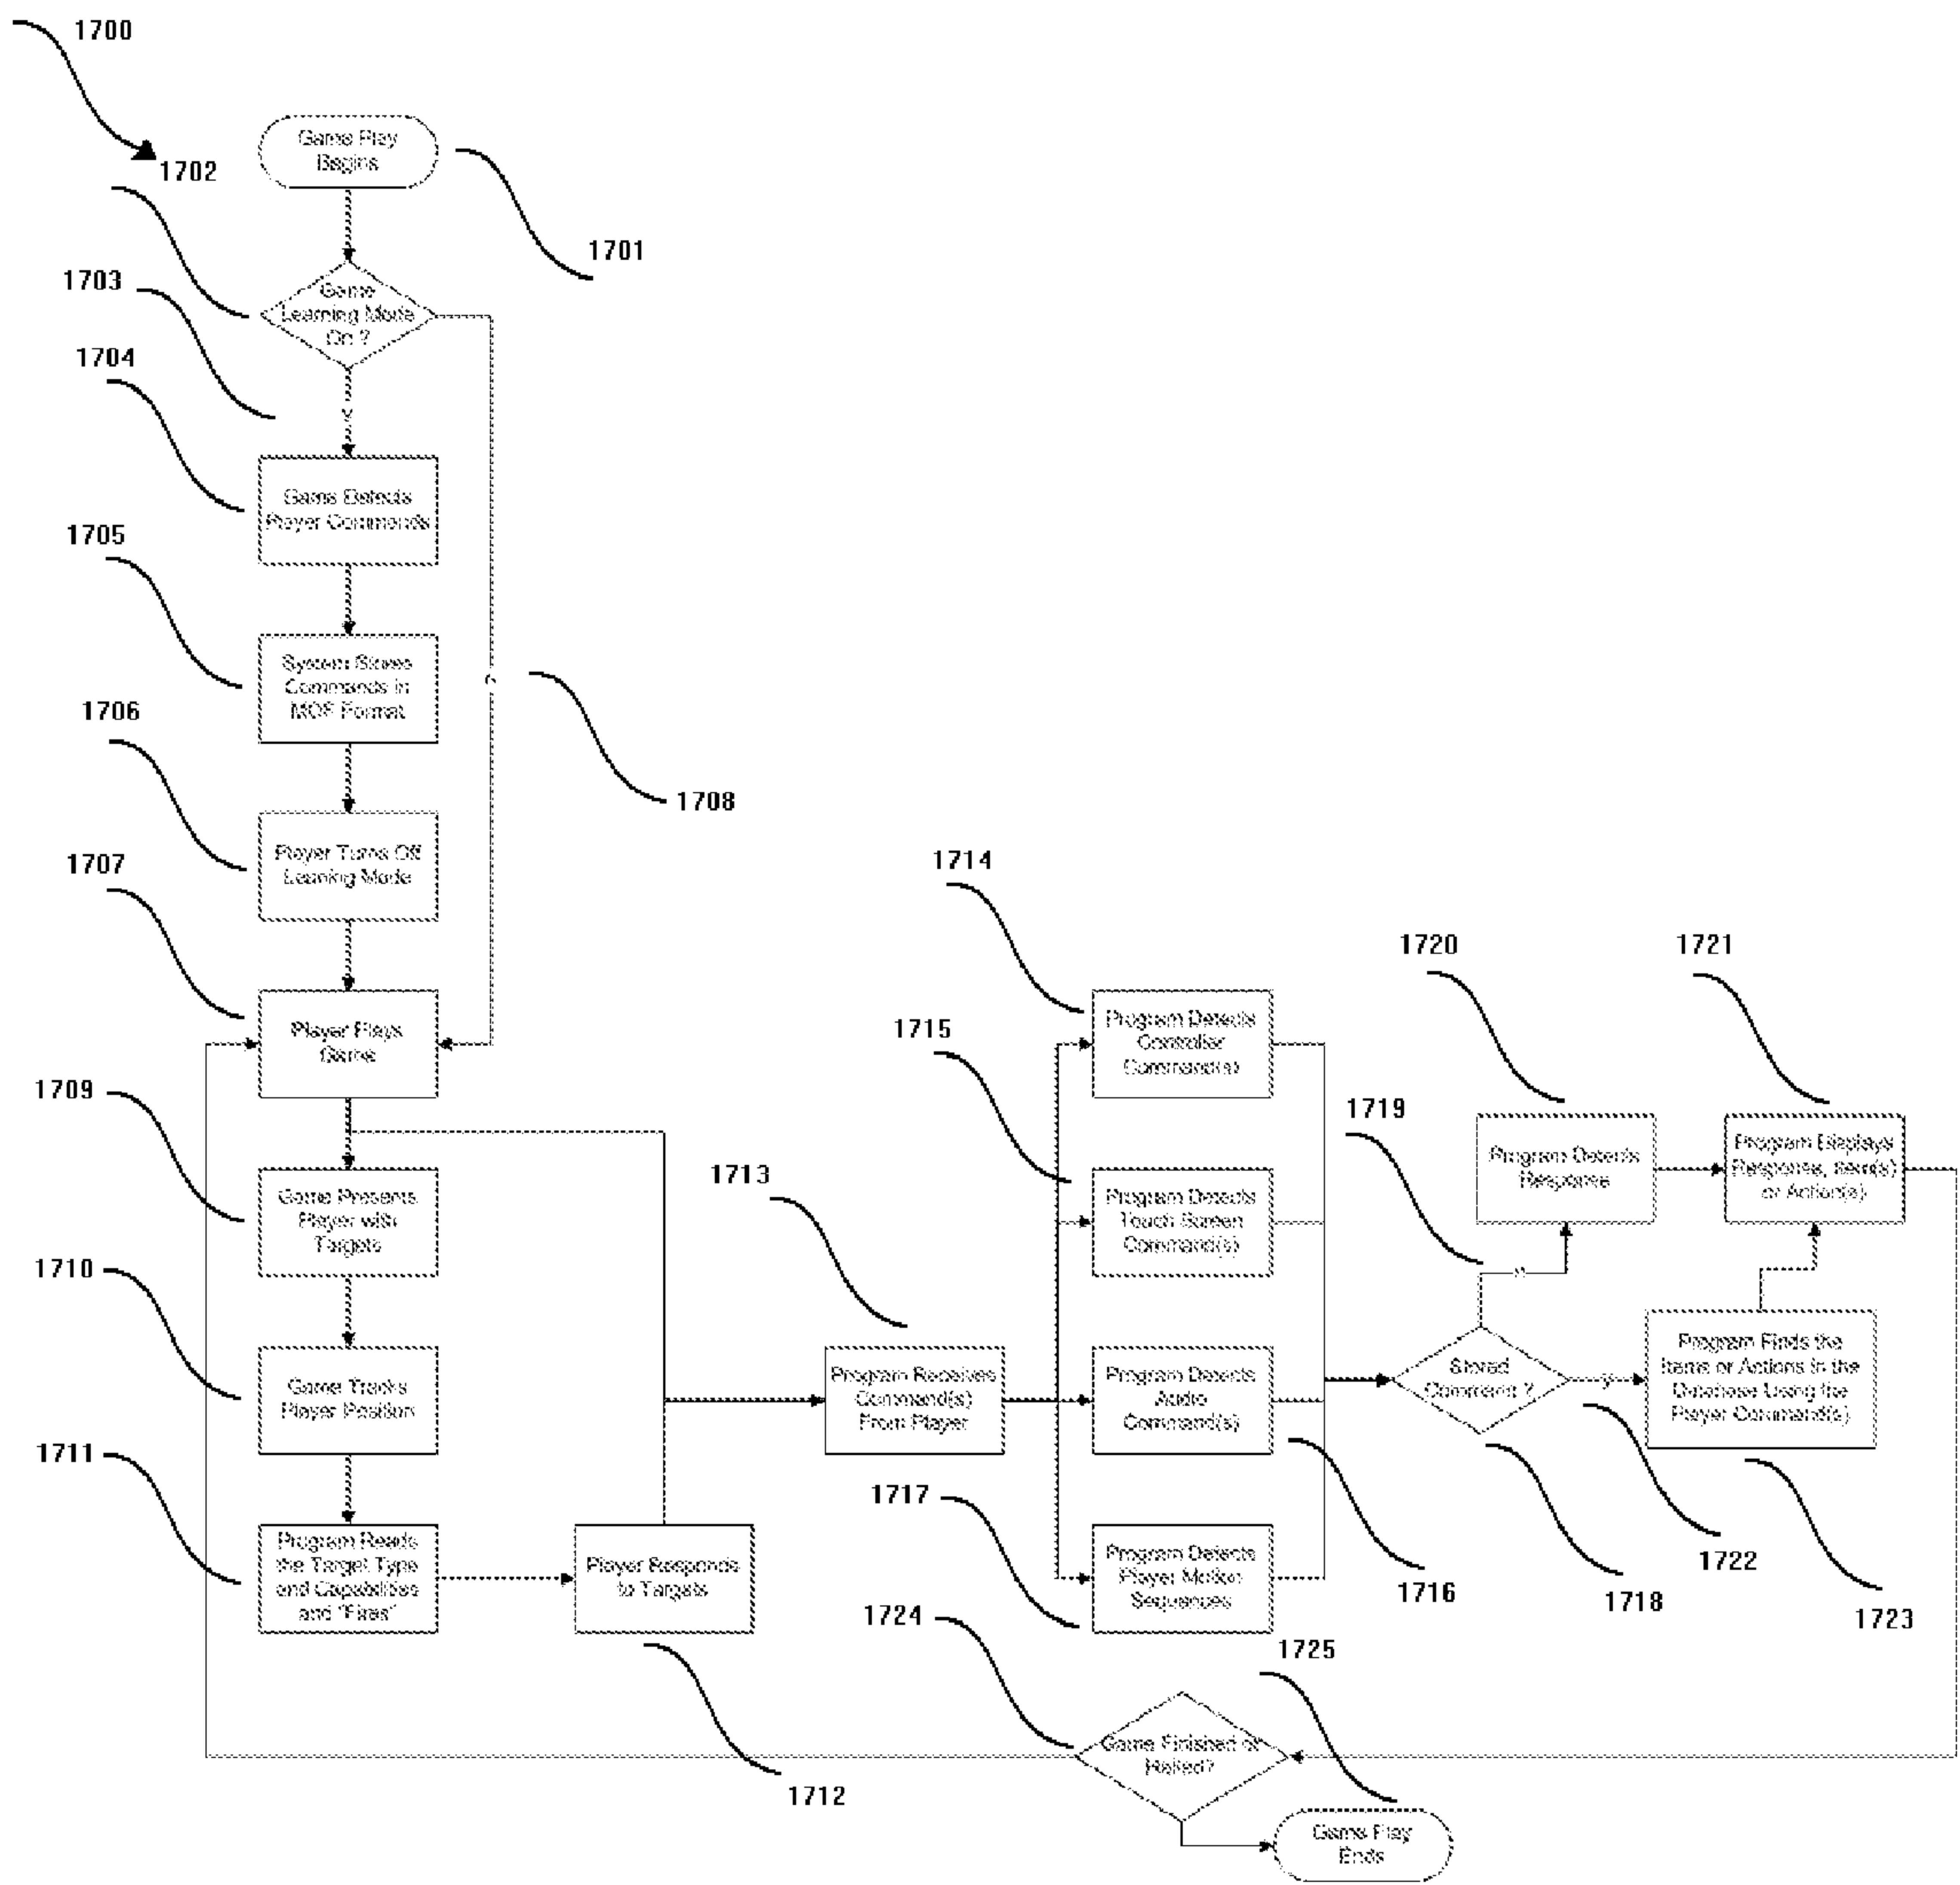 1700
Game Play
Begins
1702
1701
1703
Game
Learning Mode
On ?
1704
Y
Game Detects
Player Commands
1705
System Stores
Commands in
MOF Format
1706
1708
Player Turns Off
Learning Mode
1707
Player Plays
Game
1709
Game Presents
Player with
Targets
1710
Game Tracks
Player Position
1711
Program Reads
the Target Type
and Capabilities
and "Fires"
Player Responds
to Targets
1712
1713
Program Receives
Command(s)
From Player
1714
Program Detects
Controller
Command(s)
1715
Program Detects
Touch Screen
Command(s)
Program Detects
Audio
Command(s)
1716
1717
Program Detects
Player Motion
Sequences
1719
Stored
Command ?
1718
1720
Program Detects
Response
1721
Program Displays
Response, Item(s)
or Action(s)
y
1722
Program Finds the
Items or Actions in the
Database Using the
Player Command(s)
1723
1724
Game Finished or
Halted?
1725
Game Play
Ends